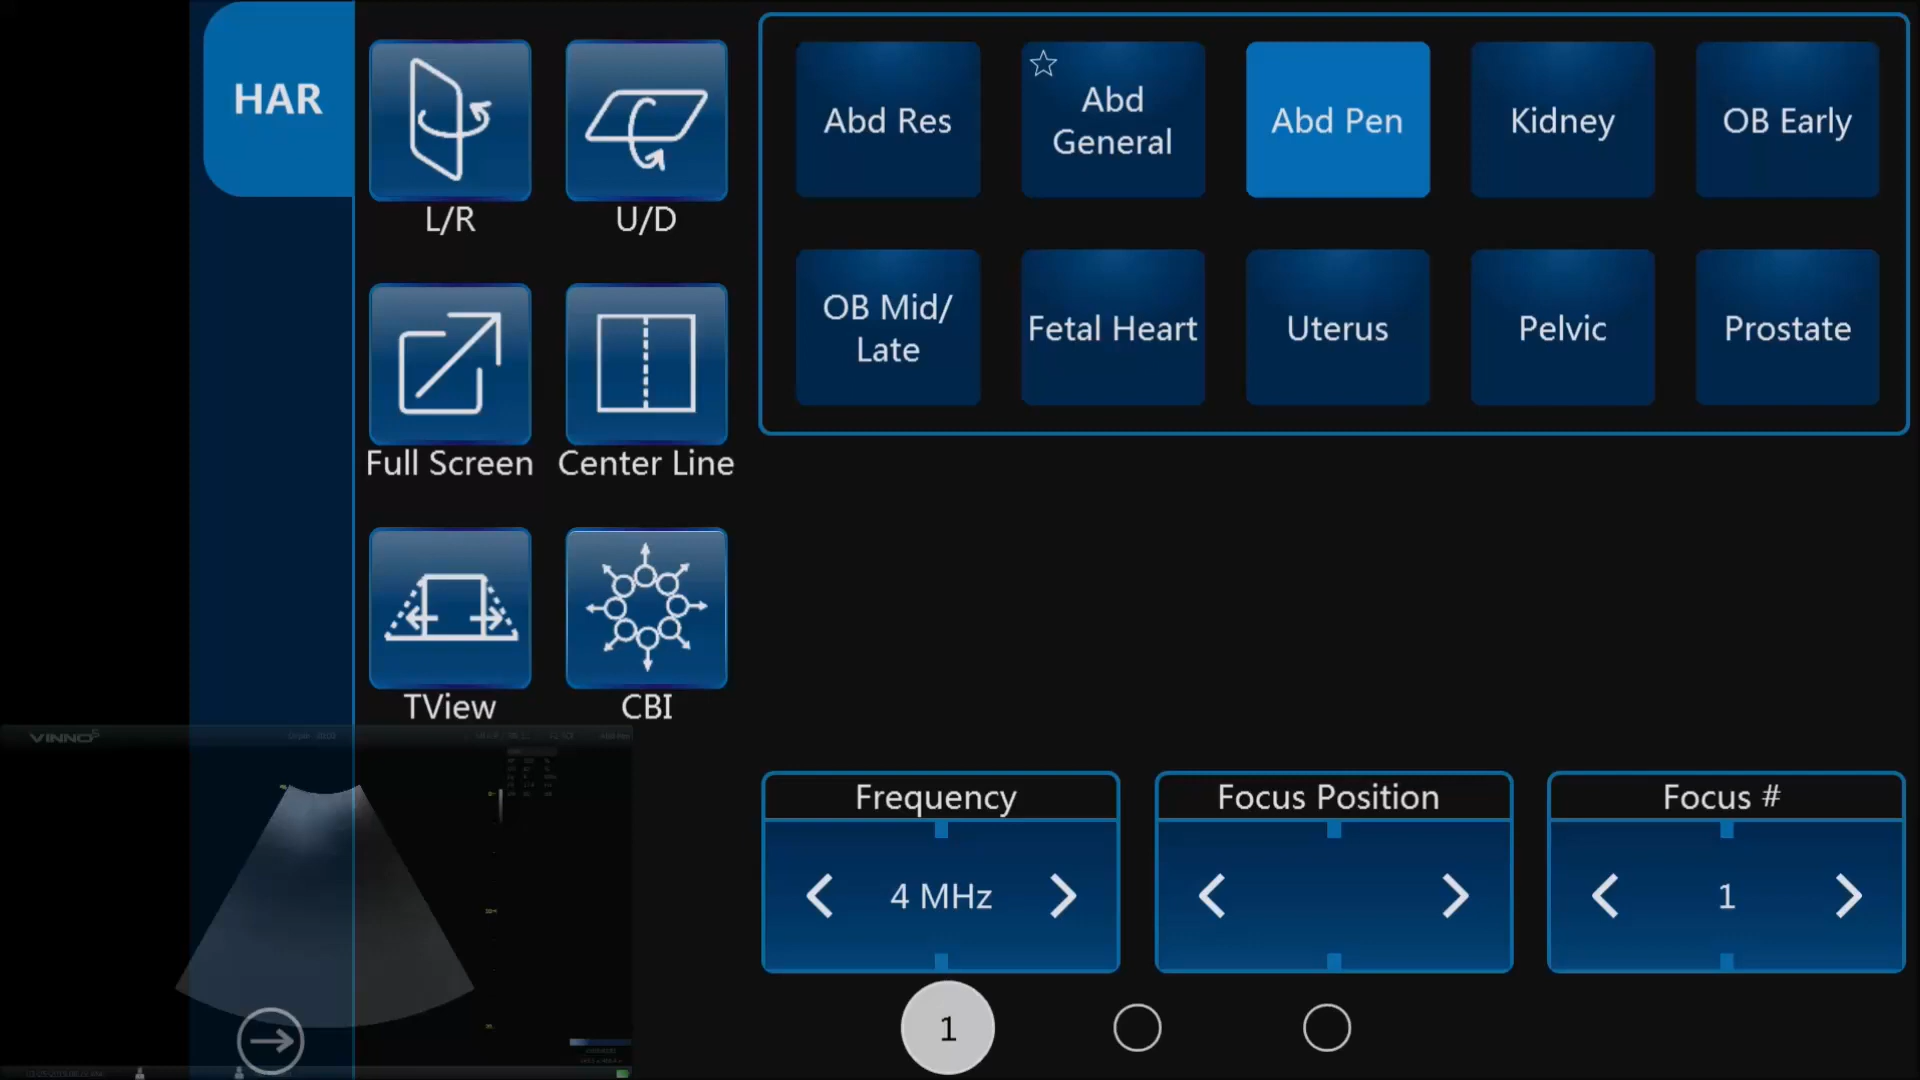 HAR
L/R
U/D
Full Screen
Center Line
TView
CBI
Abd Res
Abd
General
Abd Pen
Kidney
OB Early
OB Mid/
Late
Fetal Heart
Uterus
Pelvic
Prostate
VINNO5
Frequency
4 MHz
Focus Position
Focus #
1
1